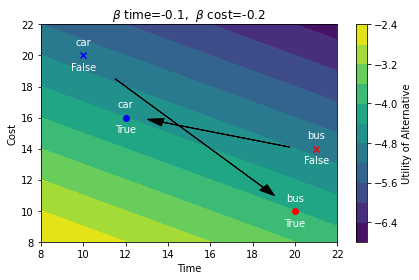 β time=-0.1, β cost=-0.2
22
20
18
16
14
12
10
8
Cost
car
False
car
True
bus
False
bus
True
8
10
12
14
16
18
20
22
Time
−2.4
−3.2
−4.0
−4.8
−5.6
−6.4
Utility of Alternative